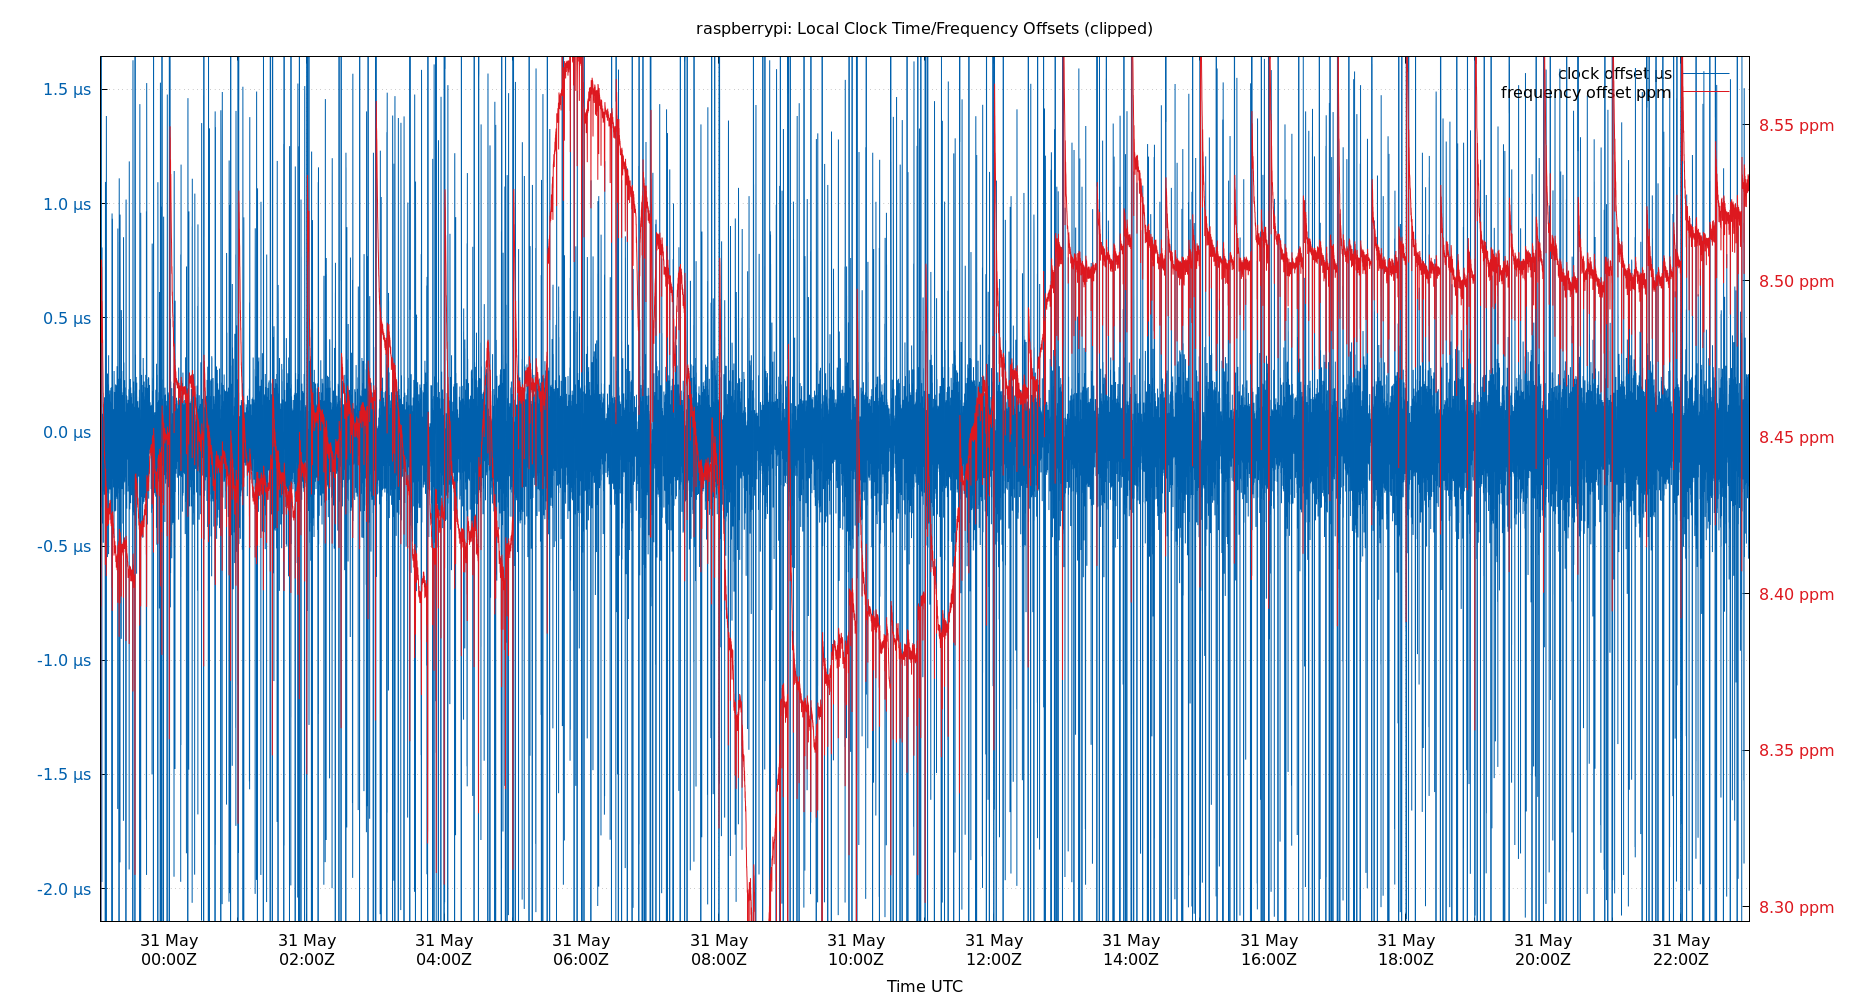 raspberrypi: Local Clock Time/Frequency Offsets (clipped)
clock offset µs
frequency offset ppm
1.5 µs
1.0 µs
0.5 µs
0.0 µs
-0.5 µs
-1.0 µs
-1.5 µs
-2.0 µs
8.55 ppm
8.50 ppm
8.45 ppm
8.40 ppm
8.35 ppm
8.30 ppm
31 May 31 May 31 May 31 May 31 May 31 May 31 May 31 May 31 May 31 May 31 May 31 May
00:00Z 02:00Z 04:00Z 06:00Z 08:00Z 10:00Z 12:00Z 14:00Z 16:00Z 18:00Z 20:00Z 22:00Z
Time UTC